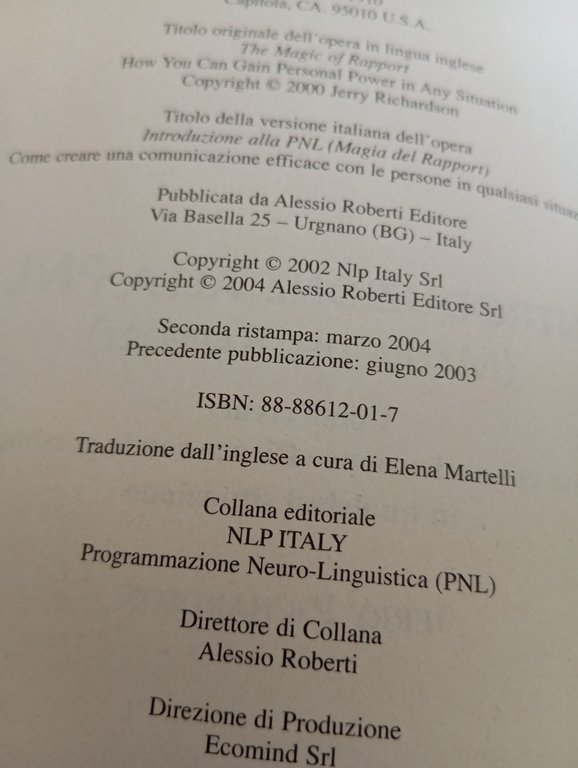 Capitola, CA. 95010 U.S.A.
Titolo originale dell'opera in lingua inglese
The Magic of Rapport
How You Can Gain Personal Power in Any Situation
Copyright © 2000 Jerry Richardson
Titolo della versione italiana dell'opera
Introduzione alla PNL (Magia del Rapport)
Come creare una comunicazione efficace con le persone in qualsiasi
Pubblicata da Alessio Roberti Editore
Via Basella 25 – Urgnano (BG) – Italy
Copyright © 2002 Nlp Italy Srl
Copyright © 2004 Alessio Roberti Editore Srl
Seconda ristampa: marzo 2004
Precedente pubblicazione: giugno 2003
ISBN: 88-88612-01-7
Traduzione dall'inglese a cura di Elena Martelli
Collana editoriale
NLP ITALY
Programmazione Neuro-Linguistica (PNL)
Direttore di Collana
Alessio Roberti
Direzione di Produzione
Ecomind Srl